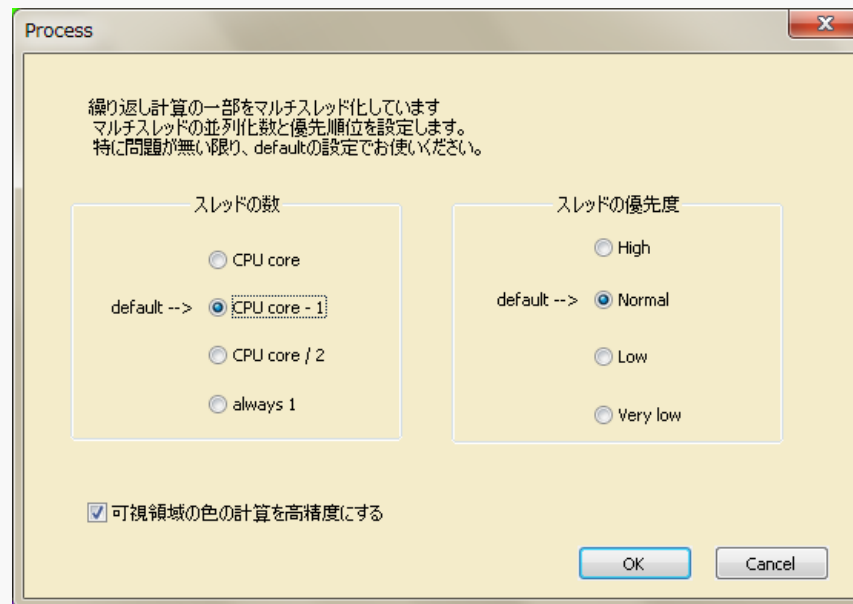 Process
繰り返し計算の一部をマルチスレッド化しています
マルチスレッドの並列化数と優先順位を設定します。
特に問題が無い限り、defaultの設定でお使いください。
スレッドの数
CPU core
default --> CPU core - 1
CPU core / 2
always 1
スレッドの優先度
High
default --> Normal
Low
Very low
可視領域の色の計算を高精度にする
OK
Cancel